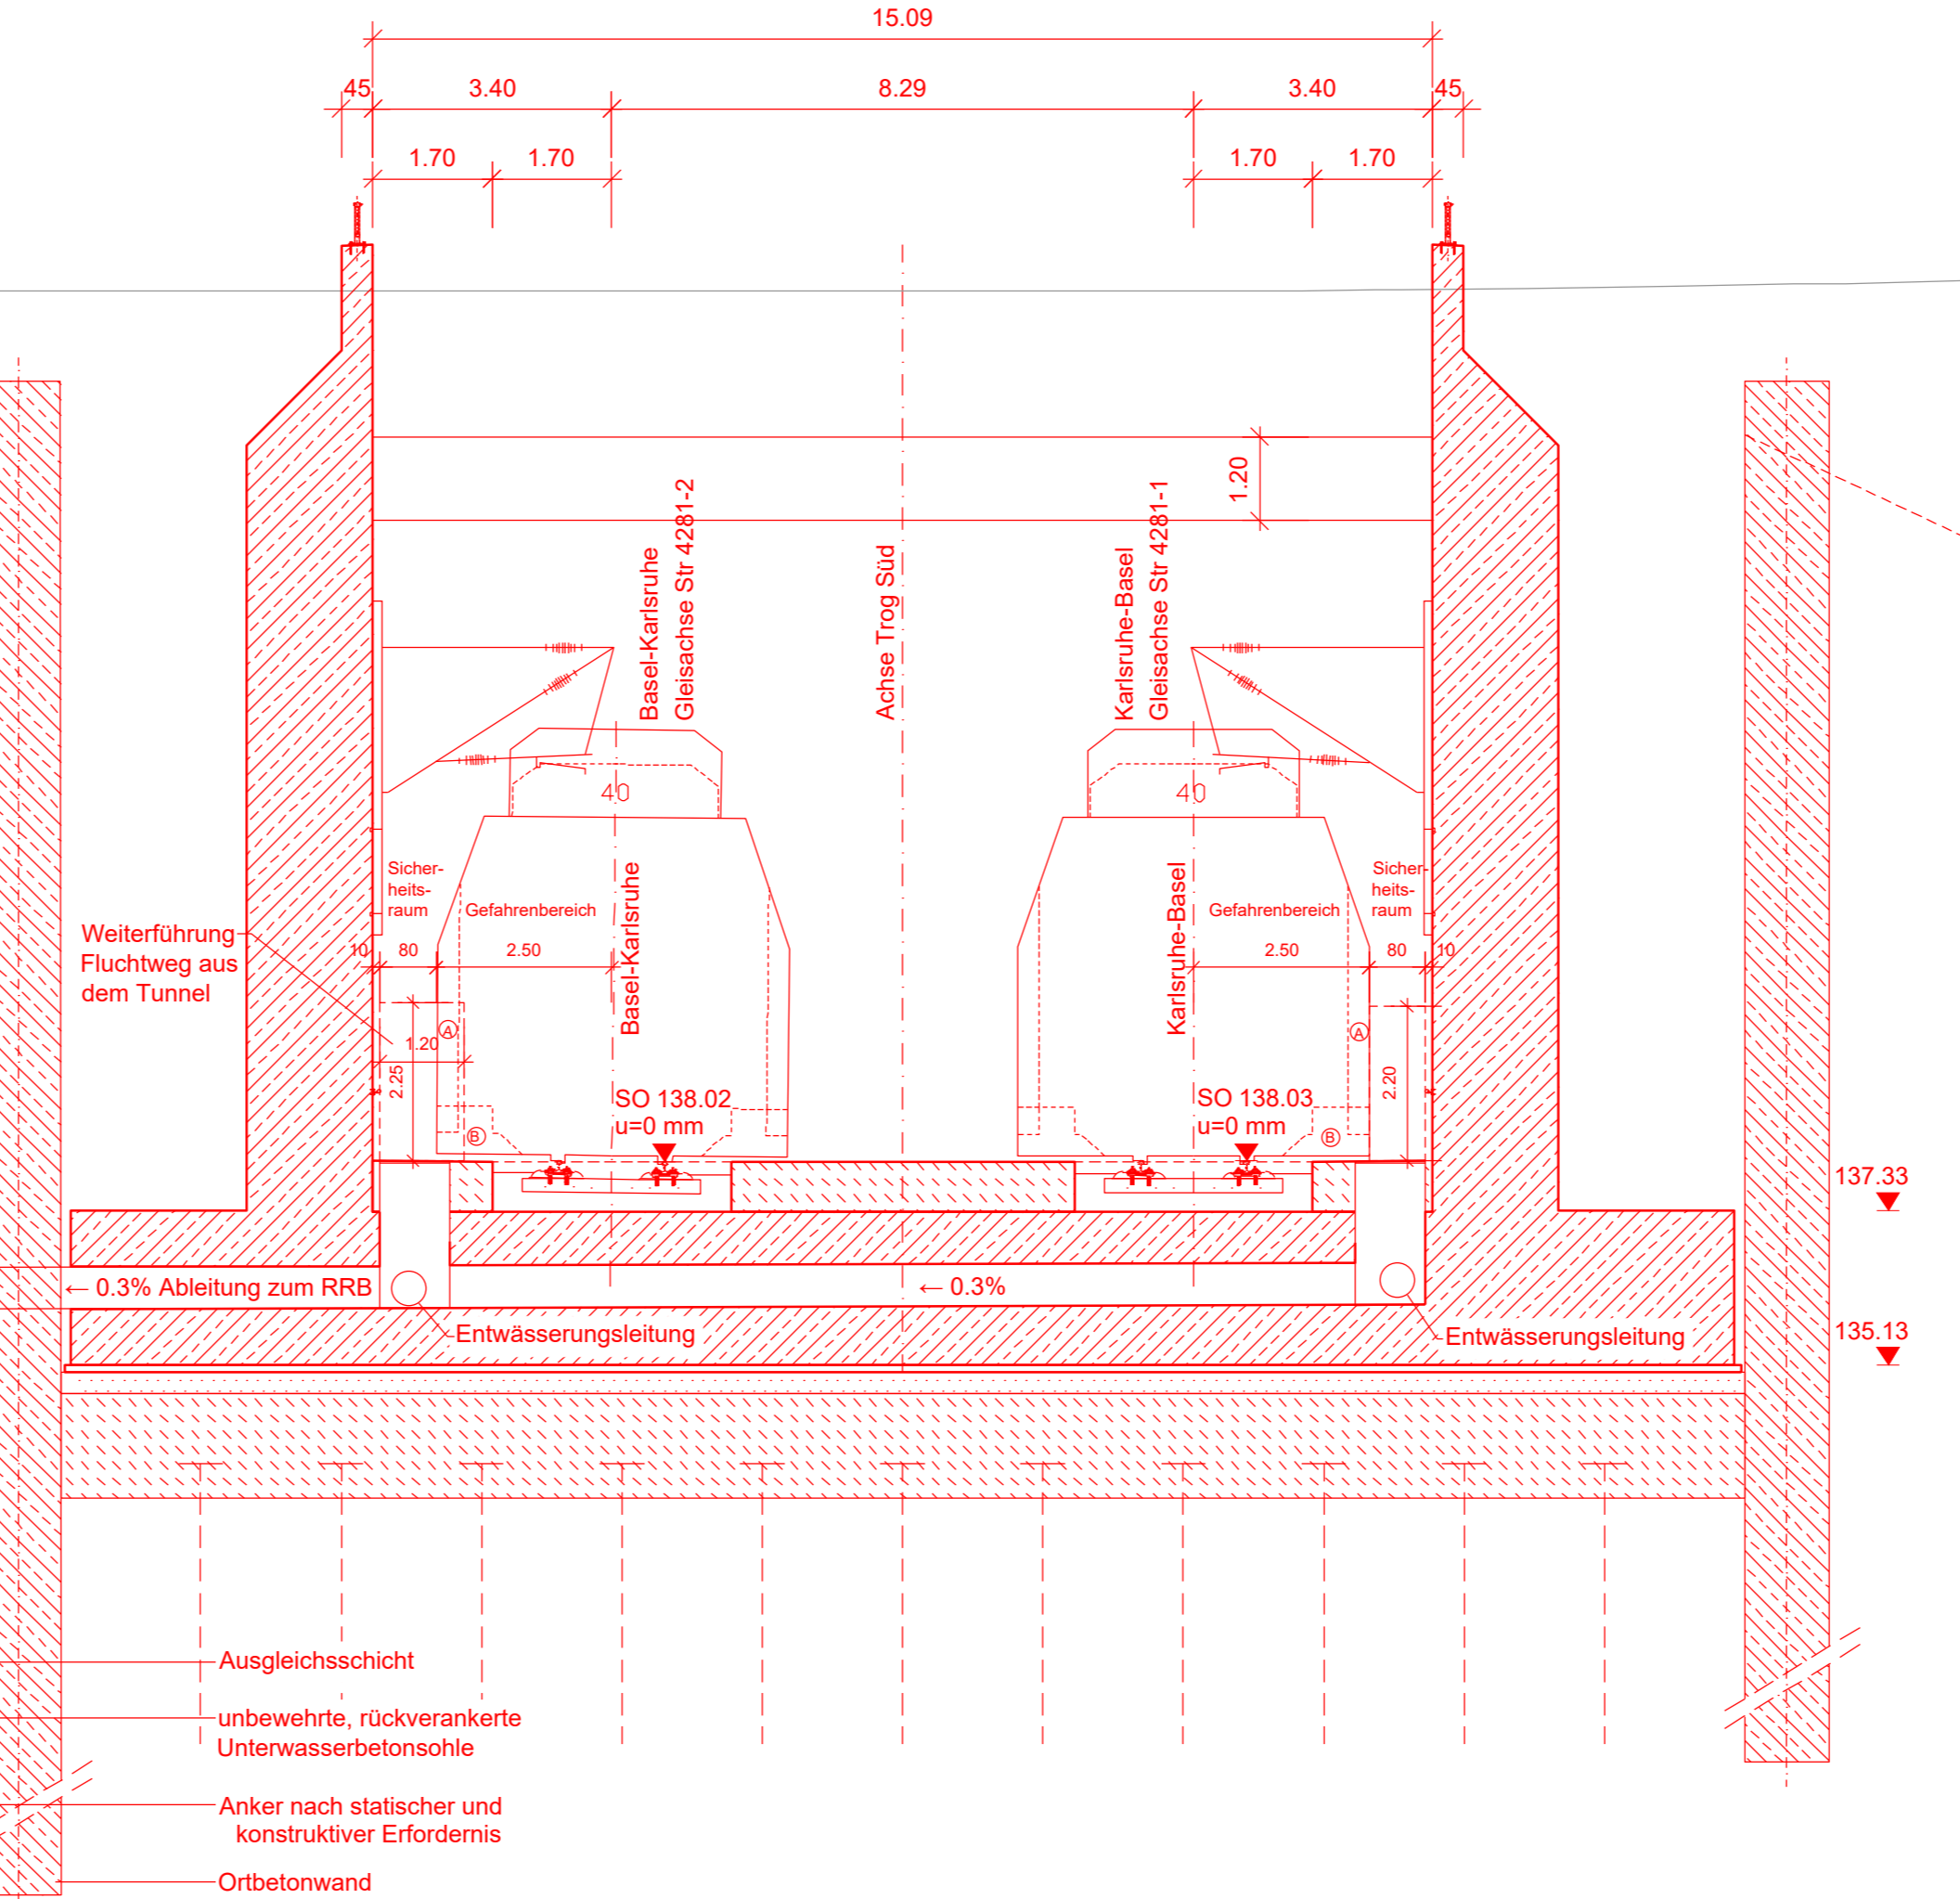 15.09
45
3.40
8.29
3.40
45
1.70
1.70
1.70
1.70
1.20
Basel-Karlsruhe
Gleisachse Str 4281-2
Achse Trog Süd
Karlsruhe-Basel
Gleisachse Str 4281-1
40
40
Sicher-
heits-
raum
Gefahrenbereich
Basel-Karlsruhe
Karlsruhe-Basel
Gefahrenbereich
Sicher-
heits-
raum
Weiterführung
Fluchtweg aus
dem Tunnel
10
80
2.50
2.50
80
10
A
A
1.20
2.25
2.20
SO 138.02
u=0 mm
SO 138.03
u=0 mm
B
B
137.33
← 0.3% Ableitung zum RRB
← 0.3%
Entwässerungsleitung
Entwässerungsleitung
135.13
Ausgleichsschicht
unbewehrte, rückverankerte
Unterwasserbetonsohle
Anker nach statischer und
konstruktiver Erfordernis
Ortbetonwand